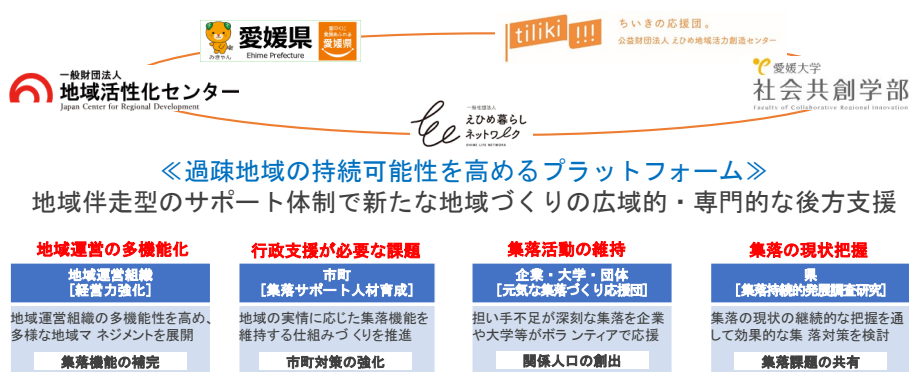 愛媛県
Ehime Prefecture
みきゃん
愛媛県
tiliki !!!
ちいきの応援団。
公益財団法人 えひめ地域活力創造センター
一般財団法人
地域活性化センター
Japan Center for Regional Development
愛媛大学
社会共創学部
Faculty of Collaborative Regional Innovation
一般社団法人
えひめ暮らし
ネットワーク
EHIME LIFE NETWORK
≪過疎地域の持続可能性を高めるプラットフォーム≫
地域伴走型のサポート体制で新たな地域づくりの広域的・専門的な後方支援
地域運営の多機能化
地域運営組織
[経営力強化]
地域運営組織の多機能性を高め、
多様な地域マ ネジメントを展開
集落機能の補完
行政支援が必要な課題
市町
[集落サポート人材育成]
地域の実情に応じた集落機能を
維持する仕組みづ くりを推進
市町対策の強化
集落活動の維持
企業・大学・団体
[元気な集落づくり応援団]
担い手不足が深刻な集落を企業
や大学等がボラ ンティアで応援
関係人口の創出
集落の現状把握
県
[集落持続的発展調査研究]
集落の現状の継続的な把握を通
して効果的な集 落対策を検討
集落課題の共有